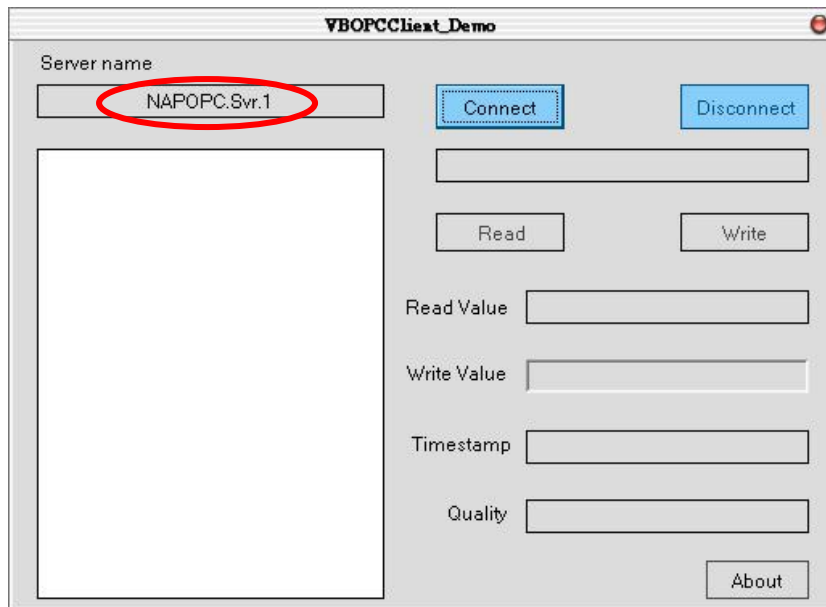 VBOPCClient_Demo
Server name
NAPOPC.Svr.1
Connect
Disconnect
Read
Write
Read Value
Write Value
Timestamp
Quality
About